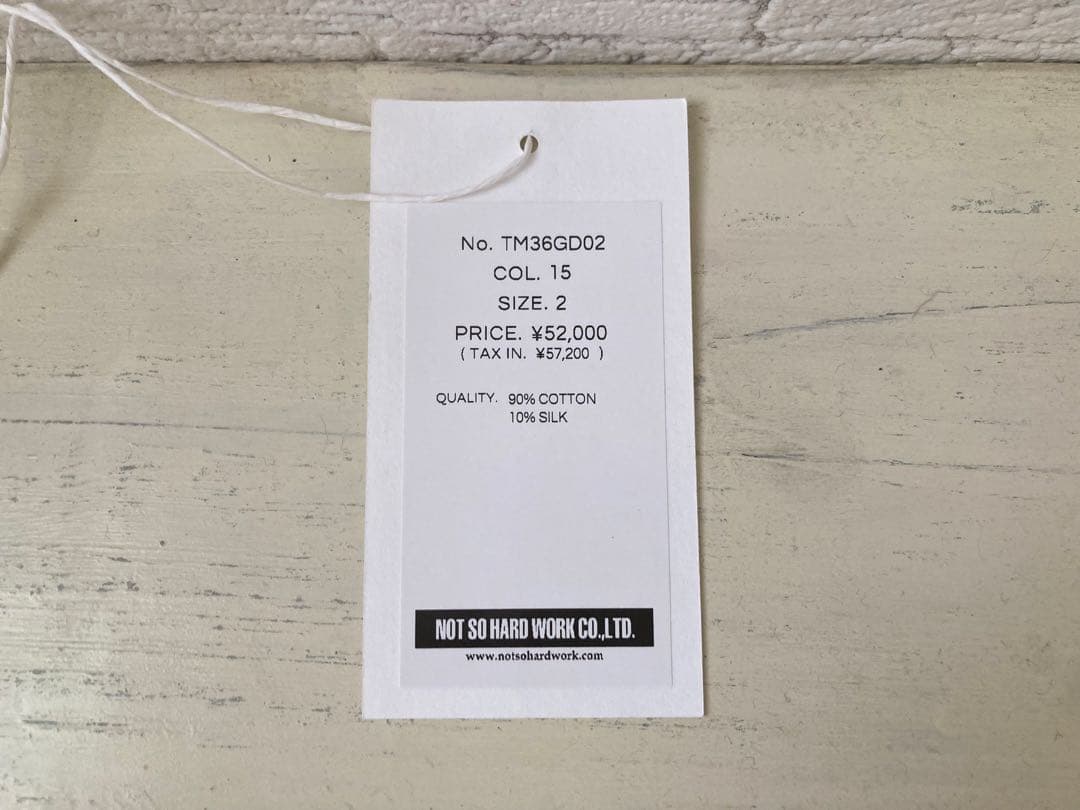 No. TM36GD02
COL. 15
SIZE. 2
PRICE. ¥52,000
( TAX IN. ¥57,200 )
QUALITY. 90% COTTON
10% SILK
NOT SO HARD WORK CO.,LTD.
www.notsohardwork.com